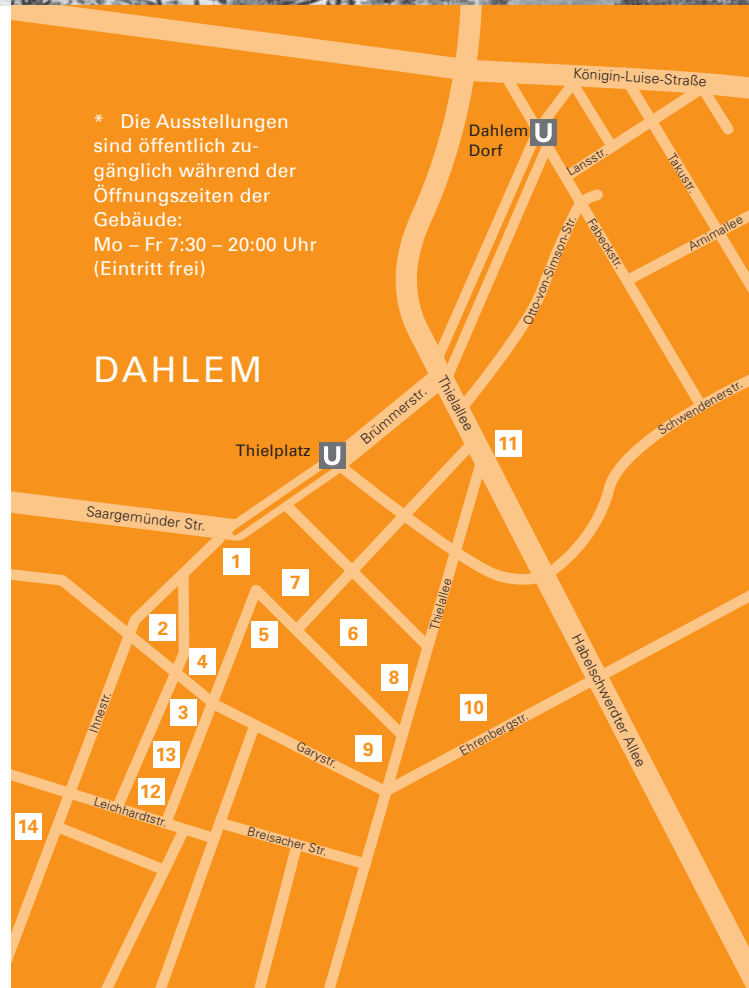 Königin-Luise-Straße
* Die Ausstellungen
sind öffentlich zu-
gänglich während der
Öffnungszeiten der
Gebäude:
Mo – Fr 7:30 – 20:00 Uhr
(Eintritt frei)
Dahlem
Dorf
U
Lansstr.
Takustr.
Fabeckstr.
Arnimallee
Otto-von-Simson-Str.
DAHLEM
Thielallee
Brümmerstr.
Schwendenerstr.
Thielplatz
U
11
Saargemünder Str.
1
7
Thielallee
2
5
6
4
8
Habelschwerdter Allee
Ihnestr.
3
10
Ehrenbergstr.
13
Garystr.
9
12
Leichhardtstr.
14
Breisacher Str.